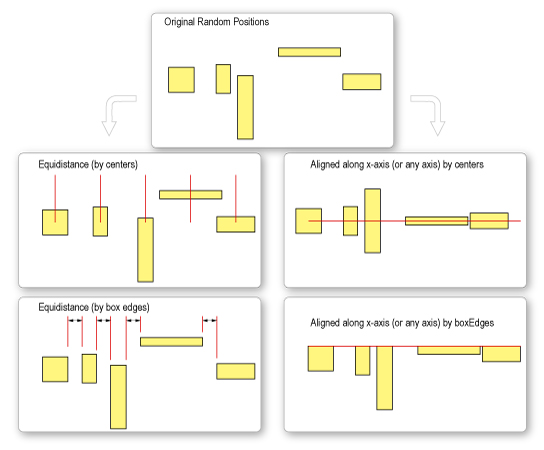 Original Random Positions
Equidistance (by centers)
Aligned along x-axis (or any axis) by centers
Equidistance (by box edges)
Aligned along x-axis (or any axis) by boxEdges